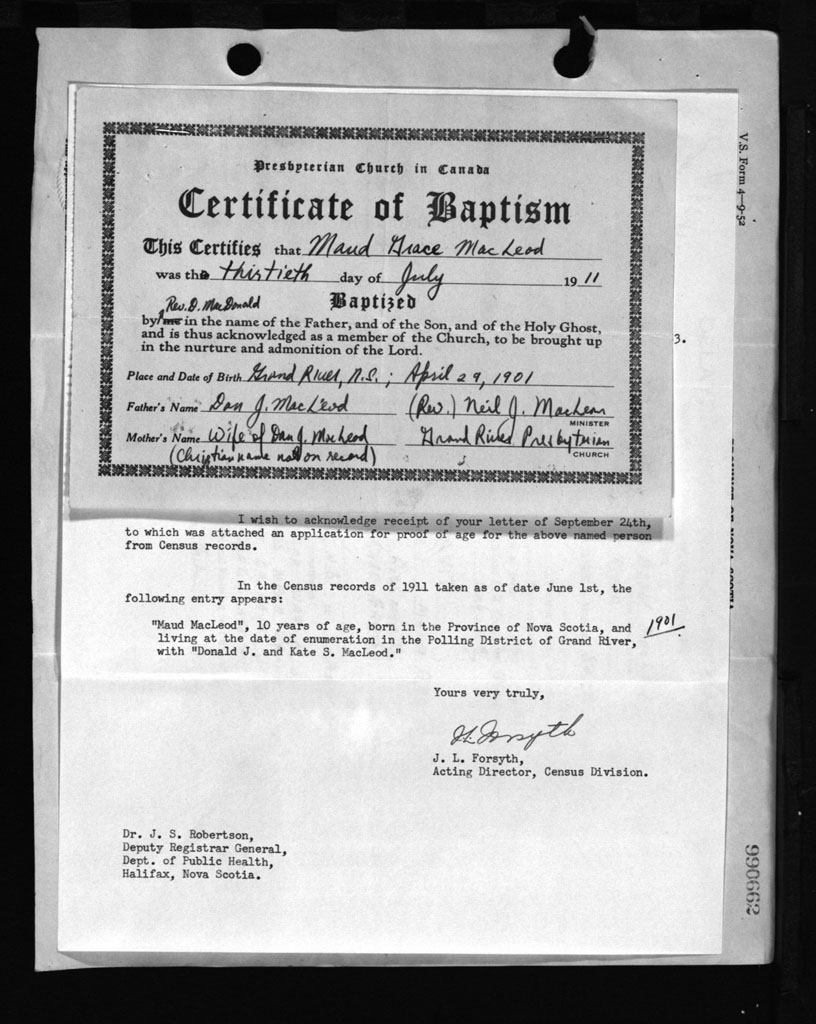 Presbyterian Church in Canada
Certificate of Baptism
This Certifies that Maud Grace MacLeod
was the thirtieth day of July 1911
Rev. D. MacDonald Baptized
by me in the name of the Father, and of the Son, and of the Holy Ghost,
and is thus acknowledged as a member of the Church, to be brought up
in the nurture and admonition of the Lord.
Place and Date of Birth Grand River, N.S.; April 29, 1901
Father's Name Dan J. MacLeod (Rev.) Neil J. MacLean
MINISTER
Mother's Name Wife of Dan J. MacLeod Grand River Presbyterian
(Christian name not on record) CHURCH
V.S. Form 4-9-52
3.
I wish to acknowledge receipt of your letter of September 24th,
to which was attached an application for proof of age for the above named person
from Census records.
In the Census records of 1911 taken as of date June 1st, the
following entry appears:
"Maud MacLeod", 10 years of age, born in the Province of Nova Scotia, and 1901
living at the date of enumeration in the Polling District of Grand River,
with "Donald J. and Kate S. MacLeod."
Yours very truly,
J. L. Forsyth
J. L. Forsyth,
Acting Director, Census Division.
Dr. J. S. Robertson,
Deputy Registrar General,
Dept. of Public Health,
Halifax, Nova Scotia.
990662